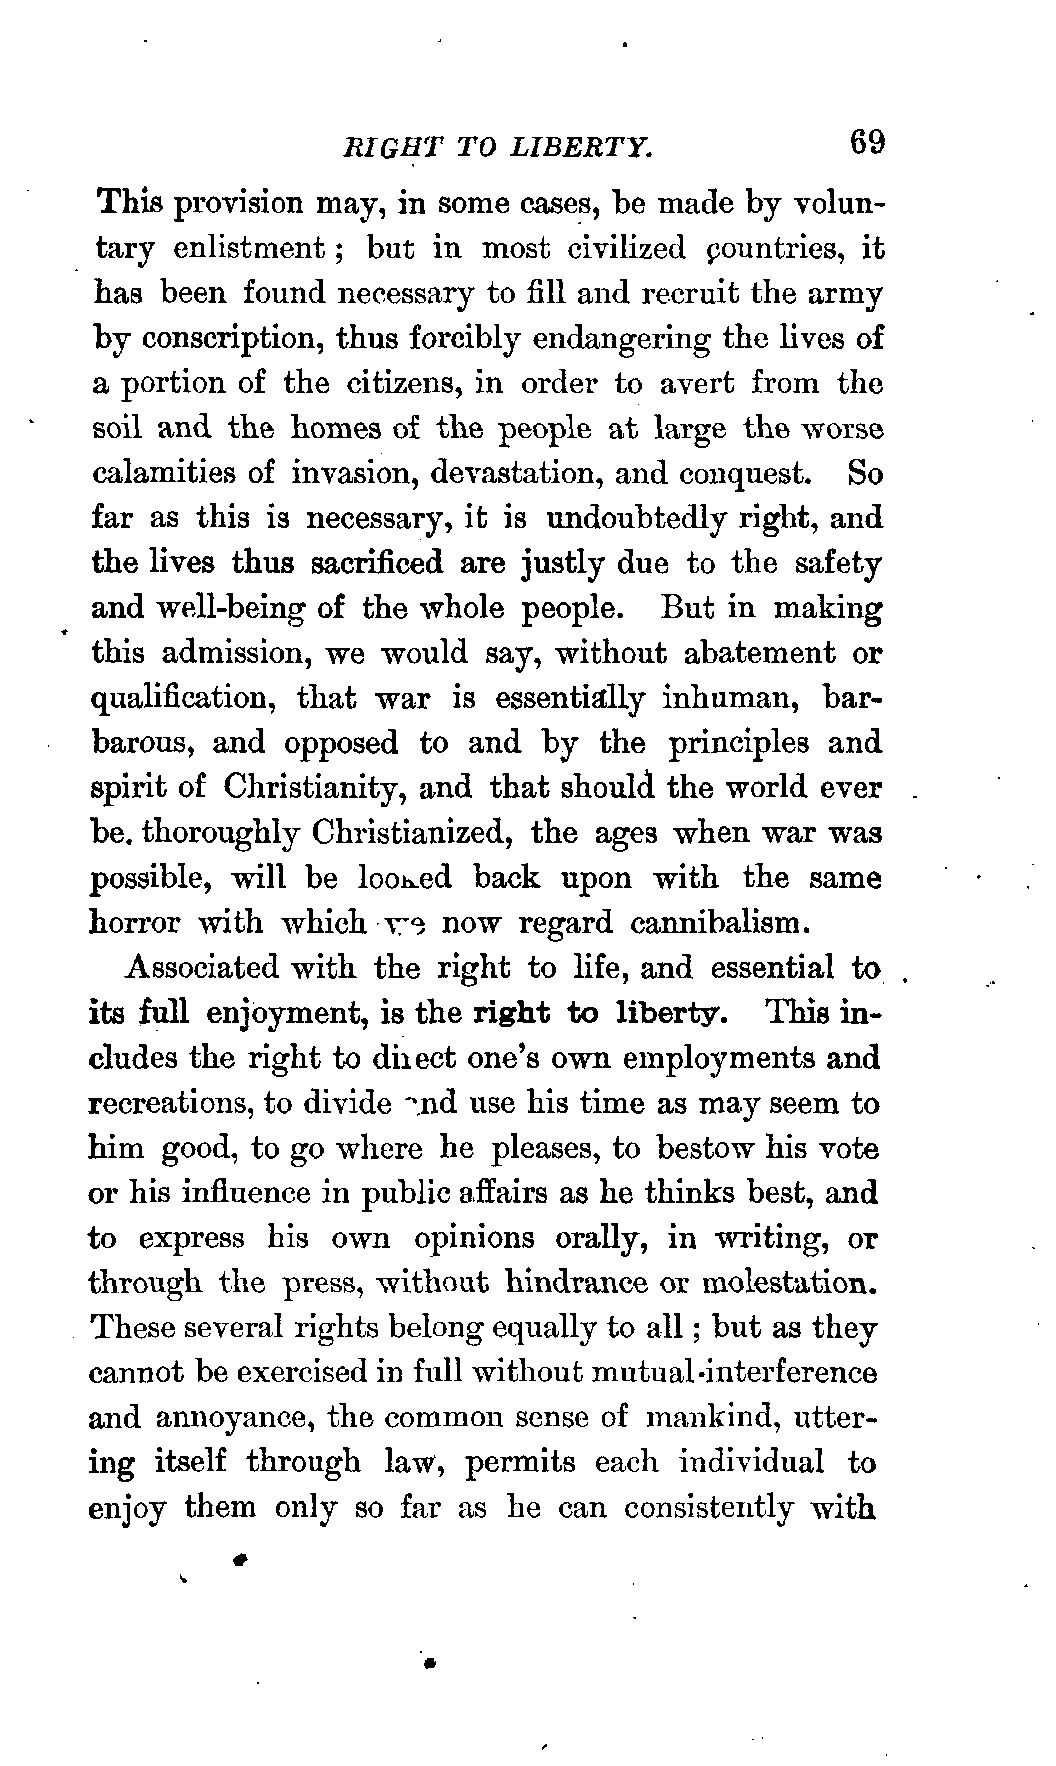 RIGHT TO LIBERTY. 69
This provision may, in some cases, be made by volun-
tary enlistment ; but in most civilized countries, it
has been found necessary to fill and recruit the army
by conscription, thus forcibly endangering the lives of
a portion of the citizens, in order to avert from the
soil and the homes of the people at large the worse
calamities of invasion, devastation, and conquest. So
far as this is necessary, it is undoubtedly right, and
the lives thus sacrificed are justly due to the safety
and well-being of the whole people. But in making
this admission, we would say, without abatement or
qualification, that war is essentially inhuman, bar-
barous, and opposed to and by the principles and
spirit of Christianity, and that should the world ever
be. thoroughly Christianized, the ages when war was
possible, will be looked back upon with the same
horror with which we now regard cannibalism.
Associated with the right to life, and essential to
its full enjoyment, is the right to liberty. This in-
cludes the right to direct one's own employments and
recreations, to divide and use his time as may seem to
him good, to go where he pleases, to bestow his vote
or his influence in public affairs as he thinks best, and
to express his own opinions orally, in writing, or
through the press, without hindrance or molestation.
These several rights belong equally to all ; but as they
cannot be exercised in full without mutual interference
and annoyance, the common sense of mankind, utter-
ing itself through law, permits each individual to
enjoy them only so far as he can consistently with